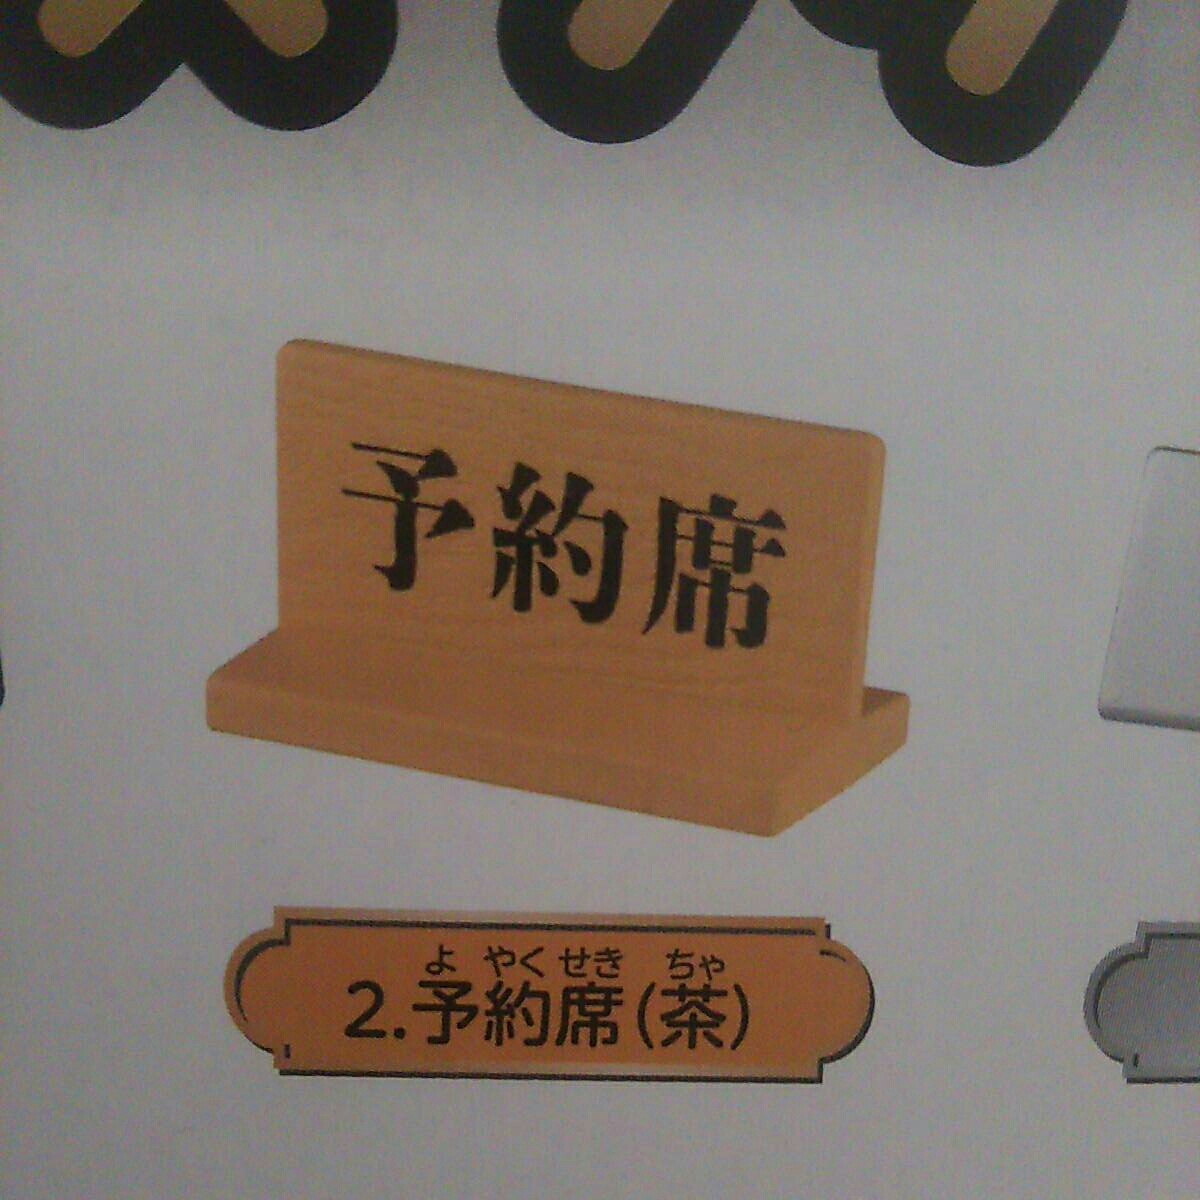 予約席
よ やく せき ちゃ
2.予約席(茶)